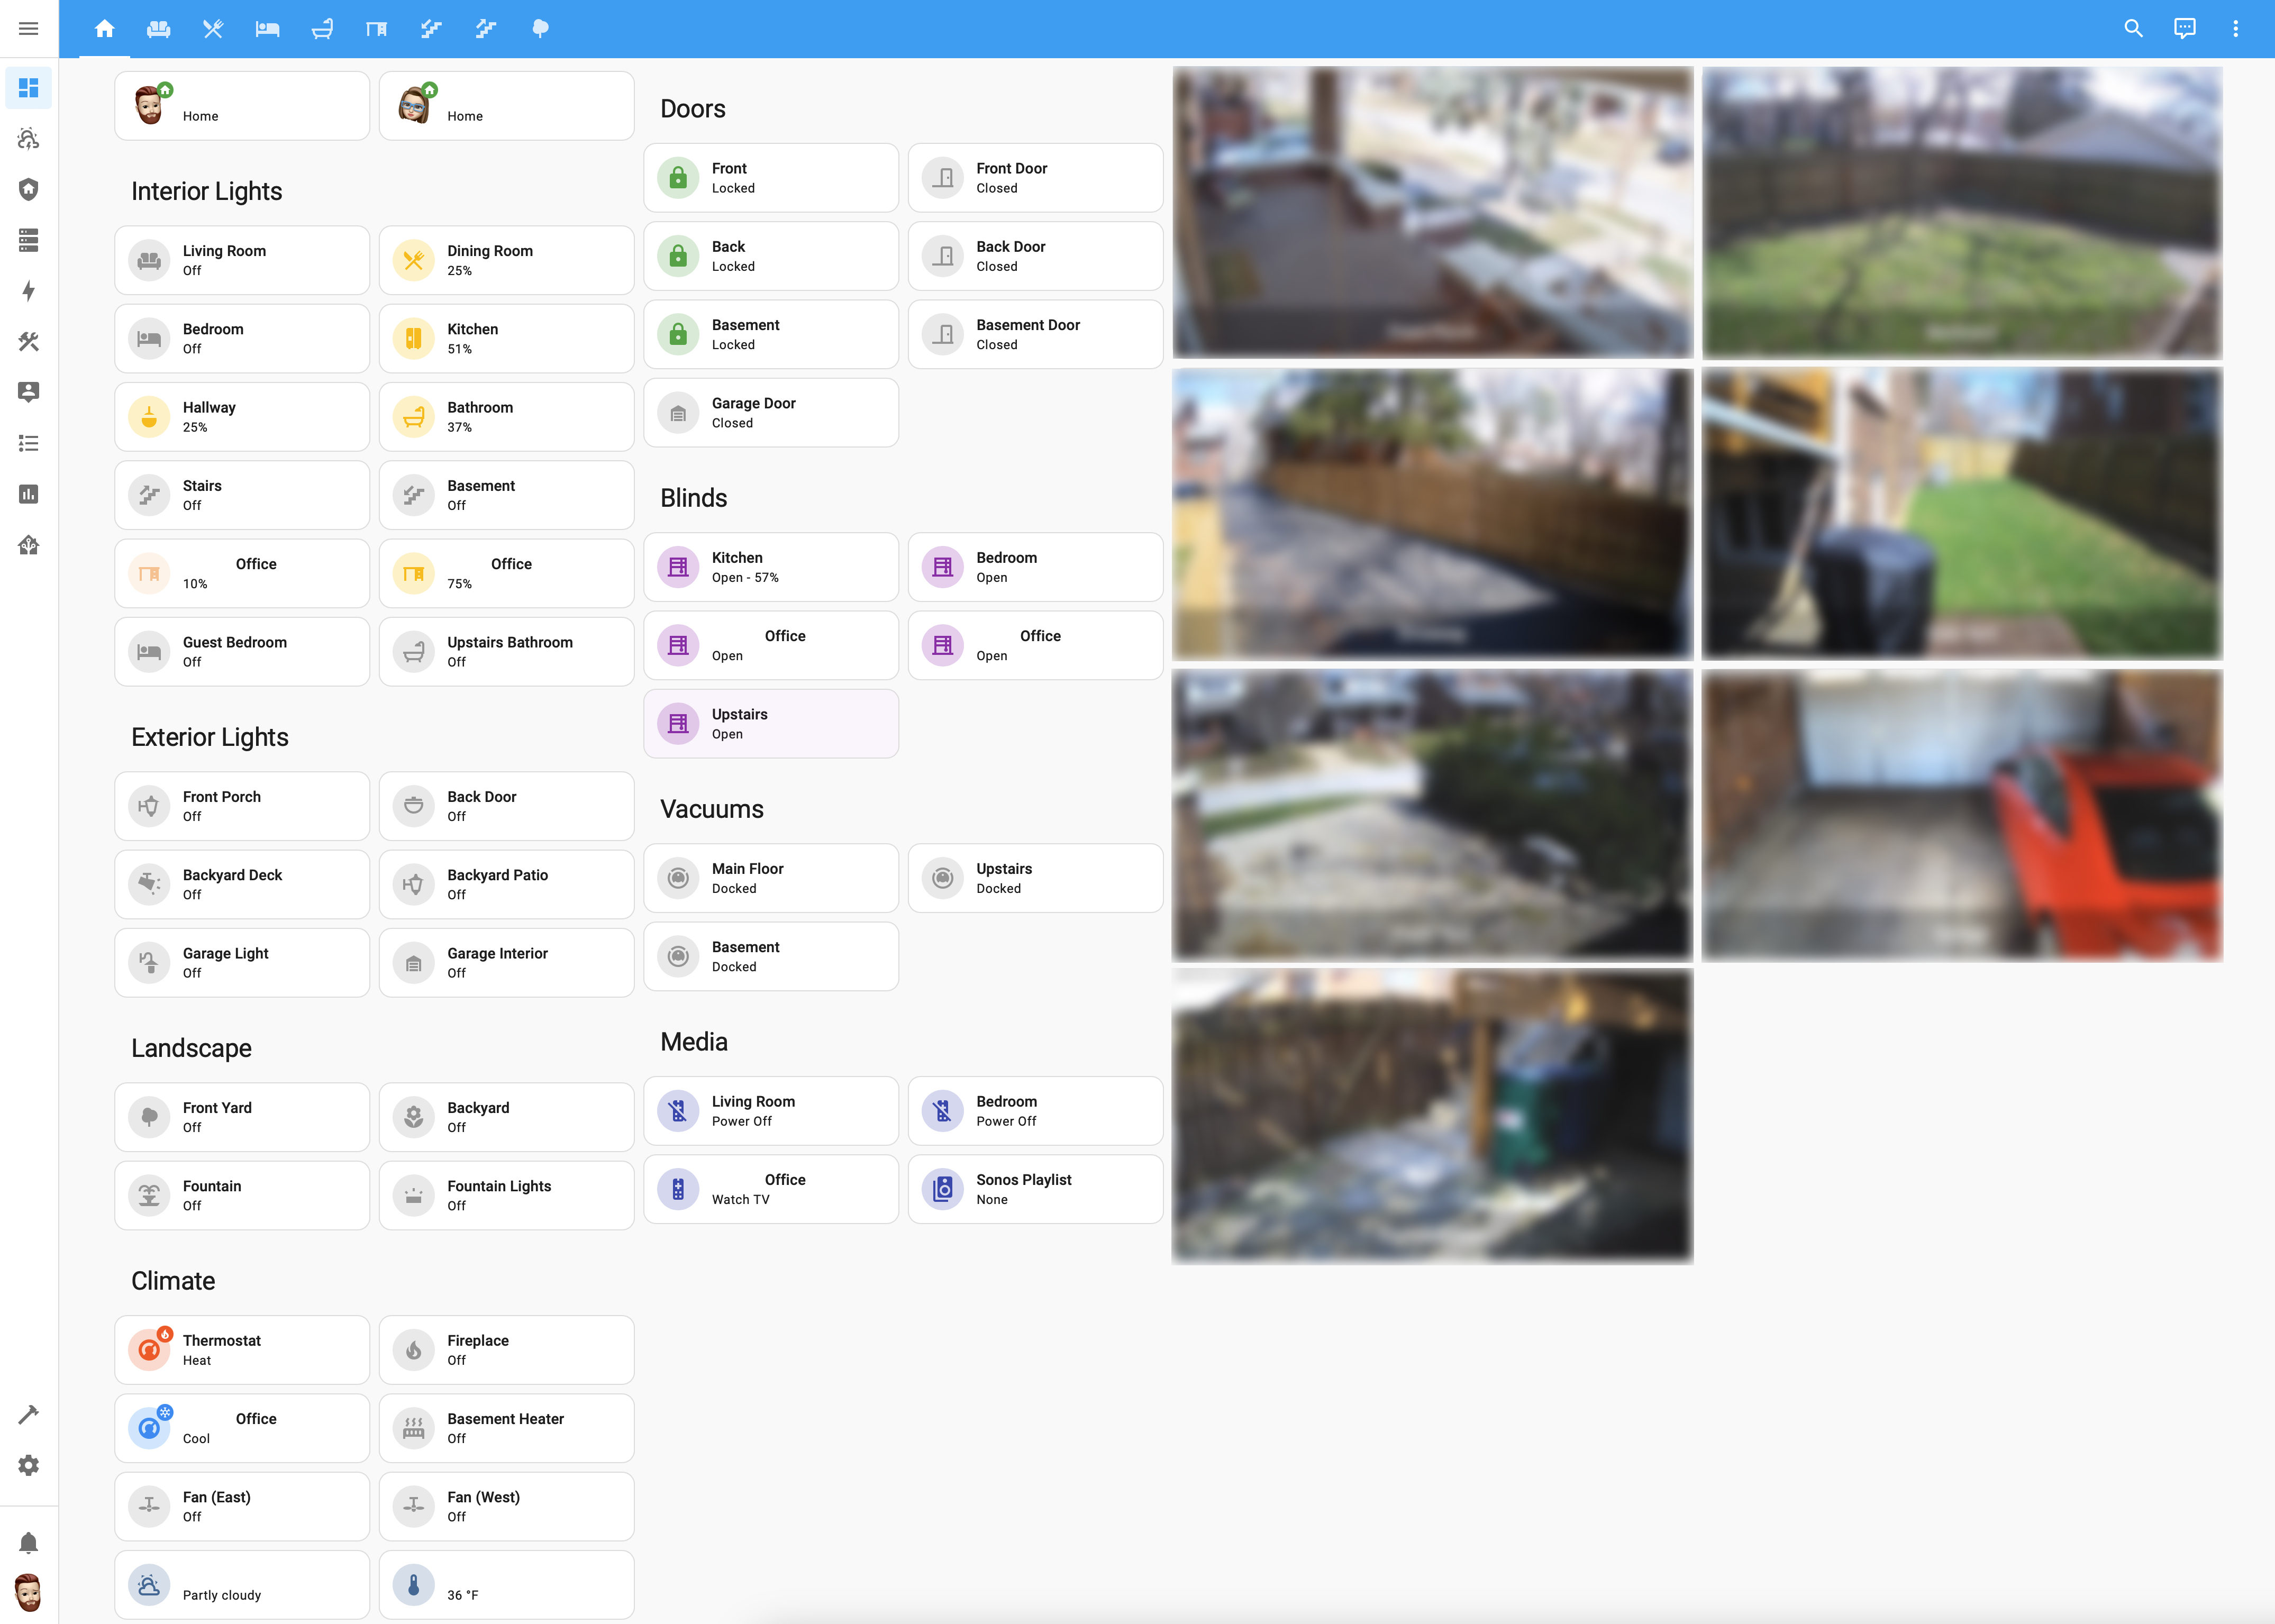 Home
Home
Interior Lights
Living Room
Off
Dining Room
25%
Bedroom
Off
Kitchen
51%
Hallway
25%
Bathroom
37%
Stairs
Off
Basement
Off
Office
10%
Office
75%
Guest Bedroom
Off
Upstairs Bathroom
Off
Exterior Lights
Front Porch
Off
Back Door
Off
Backyard Deck
Off
Backyard Patio
Off
Garage Light
Off
Garage Interior
Off
Landscape
Front Yard
Off
Backyard
Off
Fountain
Off
Fountain Lights
Off
Climate
Thermostat
Heat
Fireplace
Off
Office
Cool
Basement Heater
Off
Fan (East)
Off
Fan (West)
Off
Partly cloudy
36 °F
Doors
Front
Locked
Front Door
Closed
Back
Locked
Back Door
Closed
Basement
Locked
Basement Door
Closed
Garage Door
Closed
Blinds
Kitchen
Open - 57%
Bedroom
Open
Office
Open
Office
Open
Upstairs
Open
Vacuums
Main Floor
Docked
Upstairs
Docked
Basement
Docked
Media
Living Room
Power Off
Bedroom
Power Off
Office
Watch TV
Sonos Playlist
None